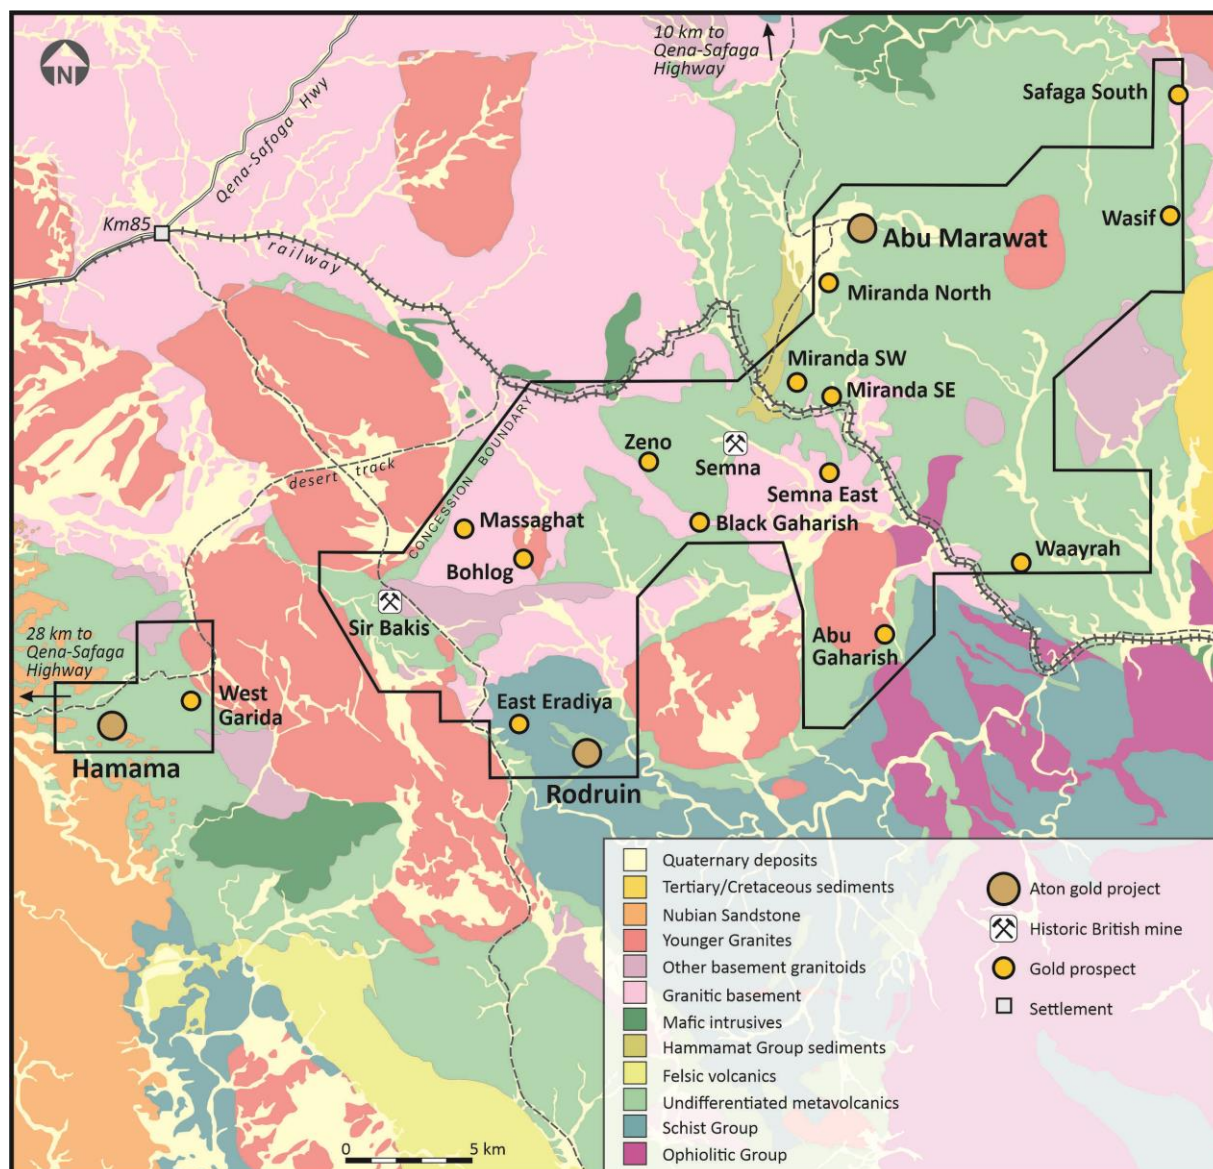 10 km to
Qena-Safaga
Highway
N
Safaga South
Qena-Safoga Hwy
Km85
Wasif
railway
Abu Marawat
Miranda North
Miranda SW
Miranda SE
CONCESSION BOUNDARY
Zeno
Semna
desert track
Semna East
Massaghat
Black Gaharish
Bohlog
Waayrah
Sir Bakis
28 km to
Qena-Safaga
Highway
Abu
Gaharish
West
Garida
East Eradiya
Hamama
Rodruin
Quaternary deposits
Tertiary/Cretaceous sediments
Nubian Sandstone
Younger Granites
Other basement granitoids
Granitic basement
Mafic intrusives
Hammamat Group sediments
Felsic volcanics
Undifferentiated metavolcanics
Schist Group
Ophiolitic Group
Aton gold project
Historic British mine
Gold prospect
Settlement
0 5 km